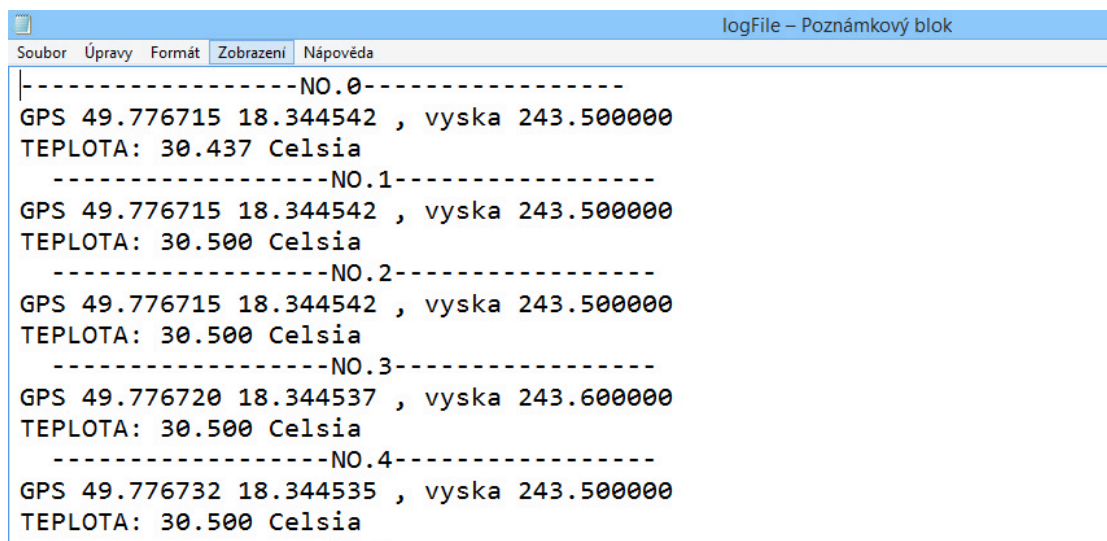 logFile – Poznámkový blok
Soubor Úpravy Formát Zobrazení Nápověda
------------------NO.0-----------------
GPS 49.776715 18.344542 , vyska 243.500000
TEPLOTA: 30.437 Celsia
------------------NO.1-----------------
GPS 49.776715 18.344542 , vyska 243.500000
TEPLOTA: 30.500 Celsia
------------------NO.2-----------------
GPS 49.776715 18.344542 , vyska 243.500000
TEPLOTA: 30.500 Celsia
------------------NO.3-----------------
GPS 49.776720 18.344537 , vyska 243.600000
TEPLOTA: 30.500 Celsia
------------------NO.4-----------------
GPS 49.776732 18.344535 , vyska 243.500000
TEPLOTA: 30.500 Celsia